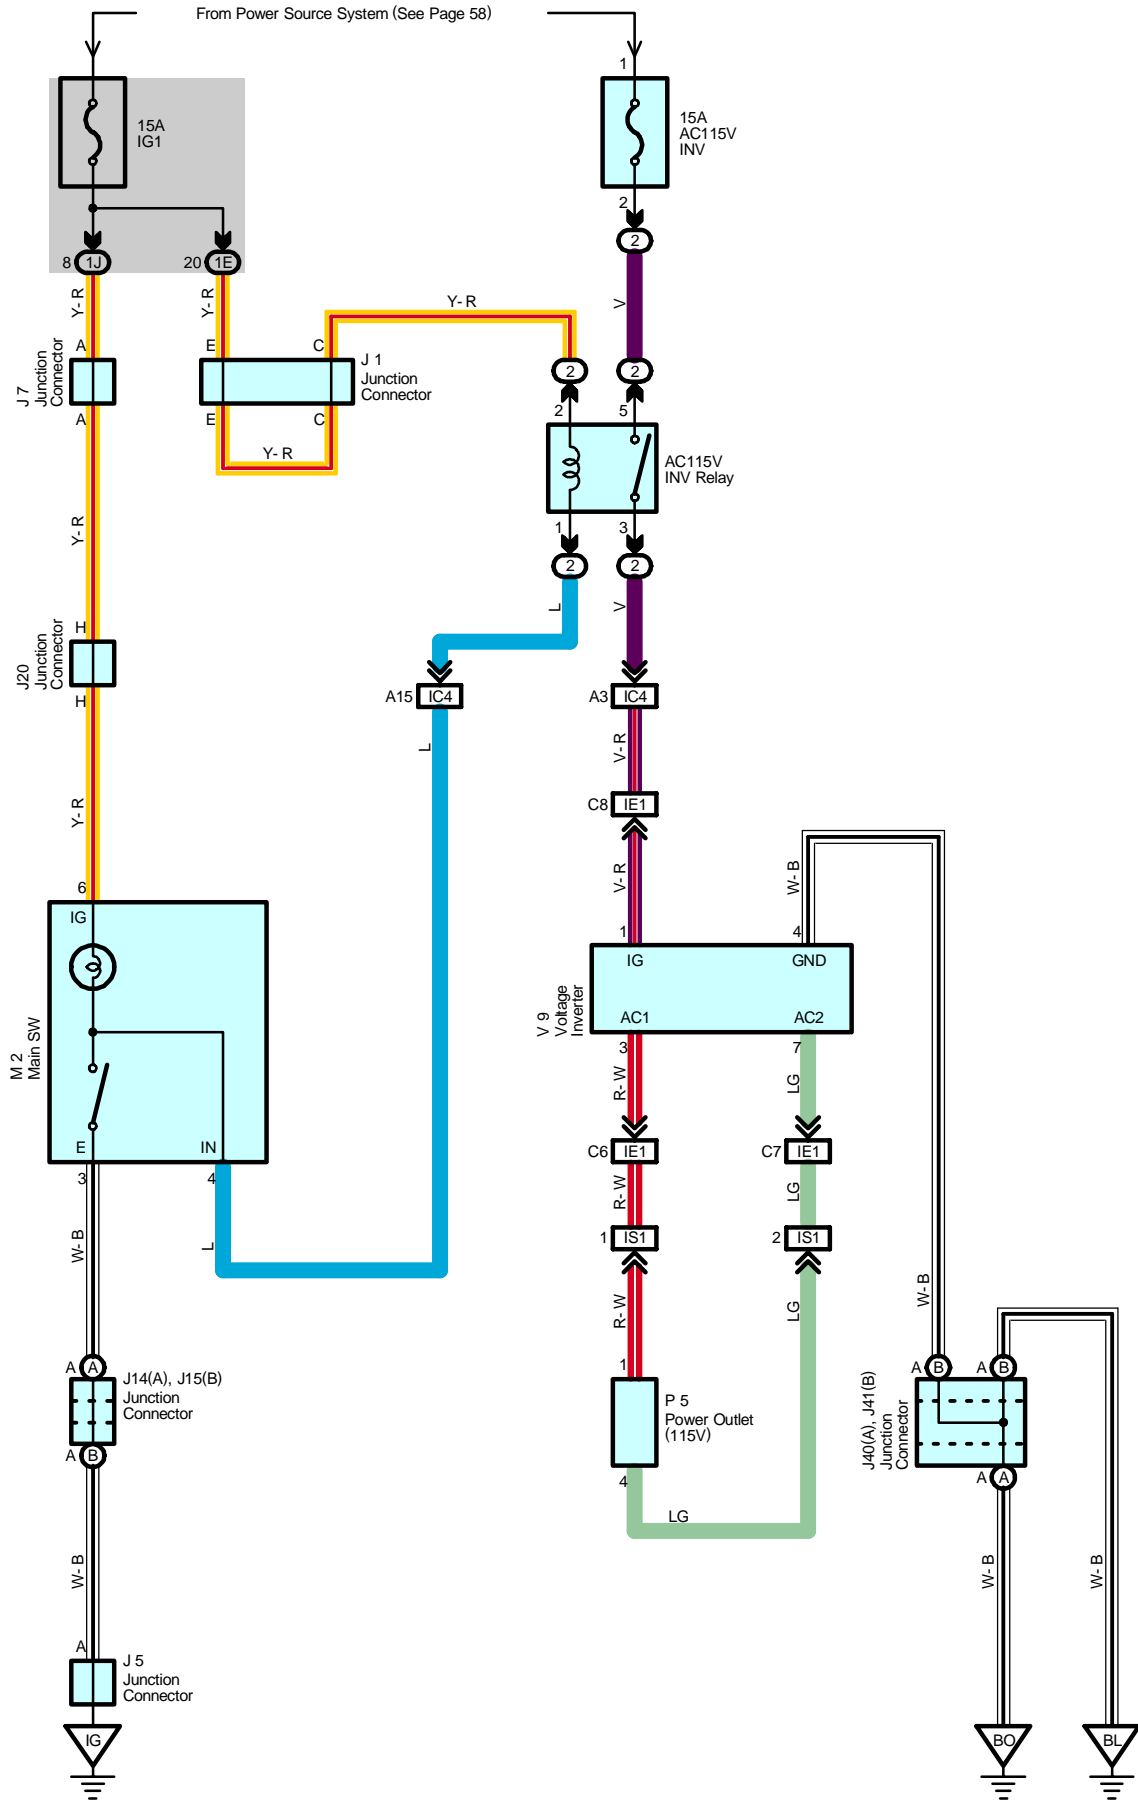 From Power Source System (See Page 58)
1
15A
IG1
15A
AC115V
INV
2
2
8 1J
20 1E
Y-R
Y-R
V
Y-R
A
E
C
J 7
Junction
Connector
J 1
Junction
Connector
2
2
A
E
C
2
5
Y-R
AC115V
INV Relay
1
3
Y-R
2
2
L
V
H
J20
Junction
Connector
H
A15 IC4
A3 IC4
L
V-R
Y-R
C8 IE1
V-R
W-B
6
1
4
IG
IG
GND
V 9
Voltage
Inverter
AC1
AC2
M 2
Main SW
3
7
R-W
LG
E
IN
C6 IE1
C7 IE1
3
4
R-W
LG
W-B
L
1 IS1
2 IS1
R-W
LG
W-B
A A
1
A B
A B
J14(A), J15(B)
Junction
Connector
P 5
Power Outlet
(115V)
J40(A), J41(B)
Junction
Connector
A B
4
A A
LG
W-B
W-B
W-B
A
J 5
Junction
Connector
IG
BO
BL